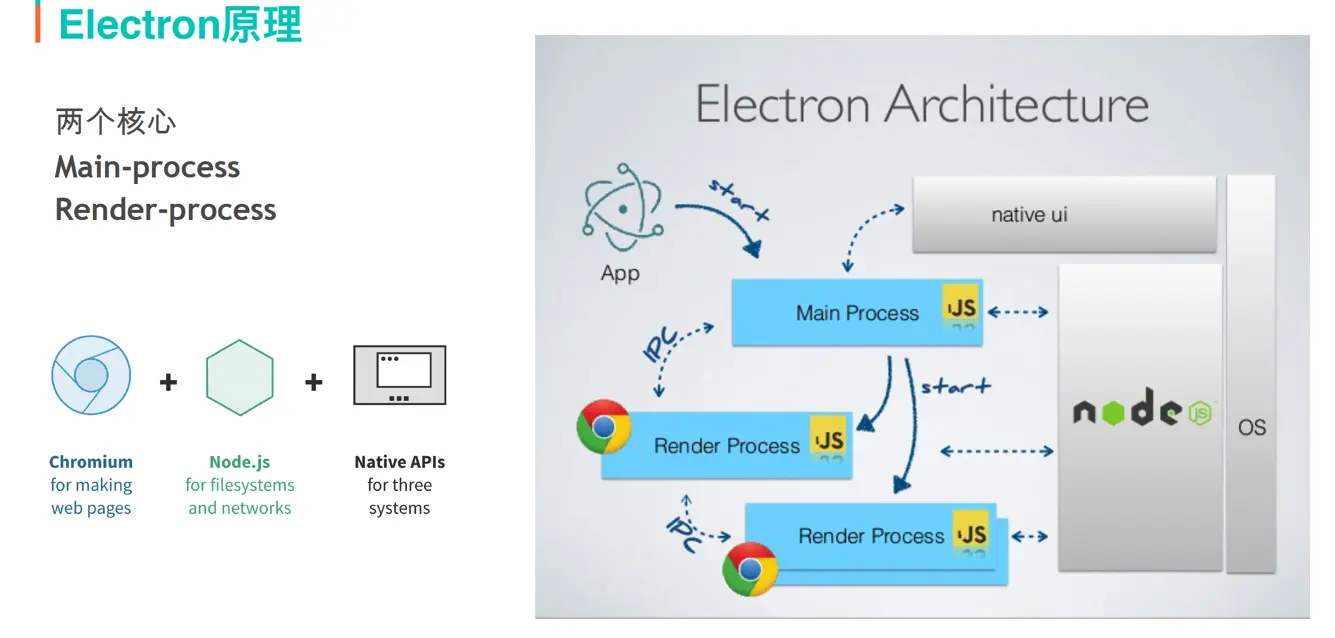 Electron原理
两个核心
Main-process
Render-process
Chromium
for making
web pages
+
Node.js
for filesystems
and networks
+
Native APIs
for three
systems
Electron Architecture
start
App
native ui
Main Process
JS
IPC
start
Render Process
JS
node
JS
OS
IPC
Render Process
JS